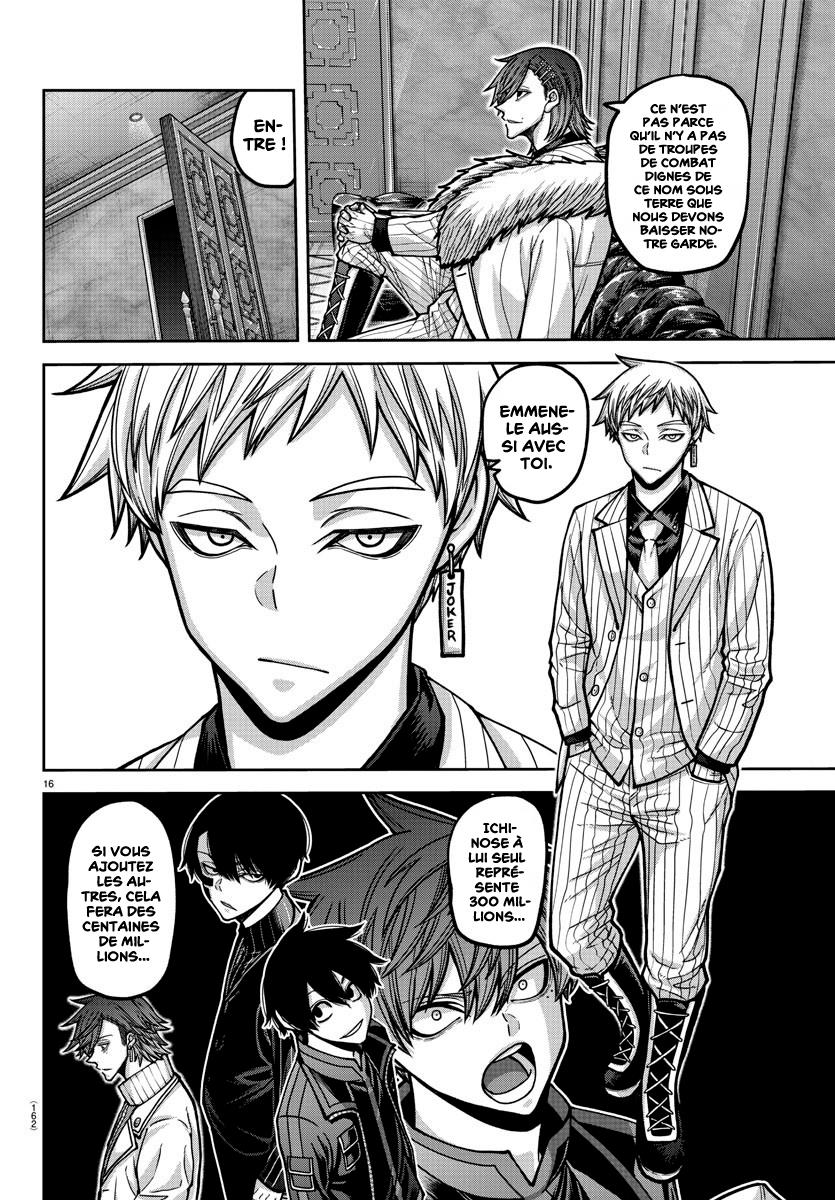 EN-
TRE !
CE N'EST
PAS PARCE
QU'IL N'Y A PAS
DE TROUPES
DE COMBAT
DIGNES DE
CE NOM SOUS
TERRE QUE
NOUS DEVONS
BAISSER NO-
TRE GARDE.
EMMENE-
LE AUS-
SI AVEC
TOI.
JOKER
16
SI VOUS
AJOUTEZ
LES AU-
TRES, CELA
FERA DES
CENTAINES
DE MIL-
LIONS...
ICHI-
NOSE À
LUI SEUL
REPRÉ-
SENTE
300 MIL-
LIONS...
(162)